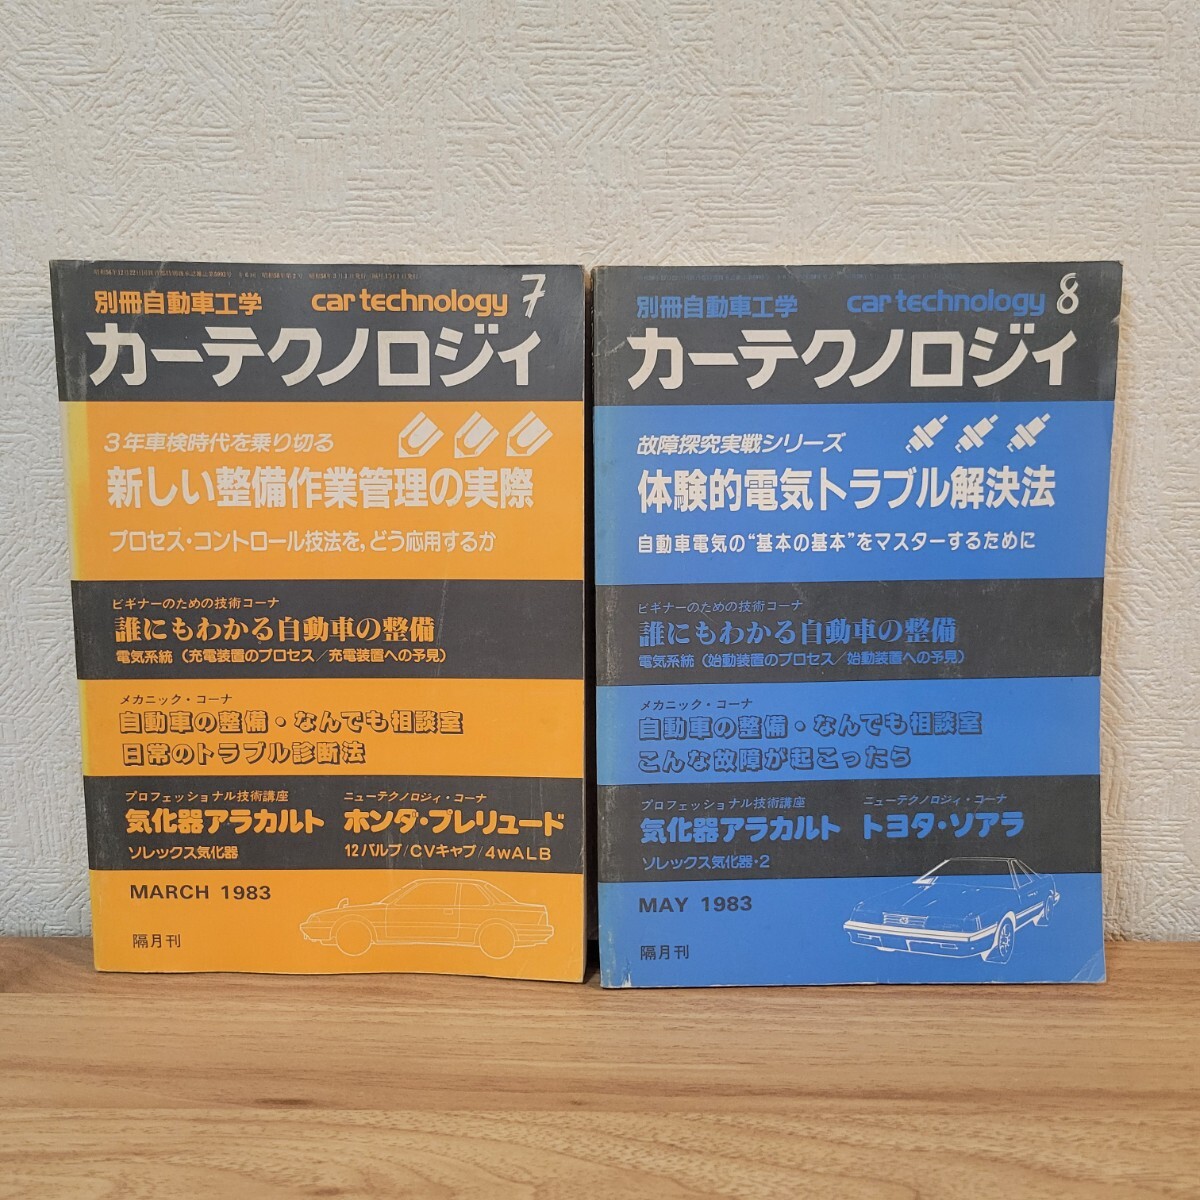 別冊自動車工学 car technology 7
カーテクノロジィ
3年車検時代を乗り切る
新しい整備作業管理の実際
プロセス・コントロール技法を,どう応用するか
ビギナーのための技術コーナ
誰にもわかる自動車の整備
電気系統(充電装置のプロセス/充電装置への予見)
メカニック・コーナ
自動車の整備・なんでも相談室
日常のトラブル診断法
プロフェッショナル技術講座
気化器アラカルト
ソレックス気化器
ニューテクノロジィ・コーナ
ホンダ・プレリュード
12バルブ/CVキャブ/4wALB
MARCH 1983
隔月刊
別冊自動車工学 car technology 8
カーテクノロジィ
故障探究実戦シリーズ
体験的電気トラブル解決法
自動車電気の“基本の基本”をマスターするために
ビギナーのための技術コーナ
誰にもわかる自動車の整備
電気系統(始動装置のプロセス/始動装置への予見)
メカニック・コーナ
自動車の整備・なんでも相談室
こんな故障が起こったら
プロフェッショナル技術講座
気化器アラカルト
ソレックス気化器・2
ニューテクノロジィ・コーナ
トヨタ・ソアラ
MAY 1983
隔月刊